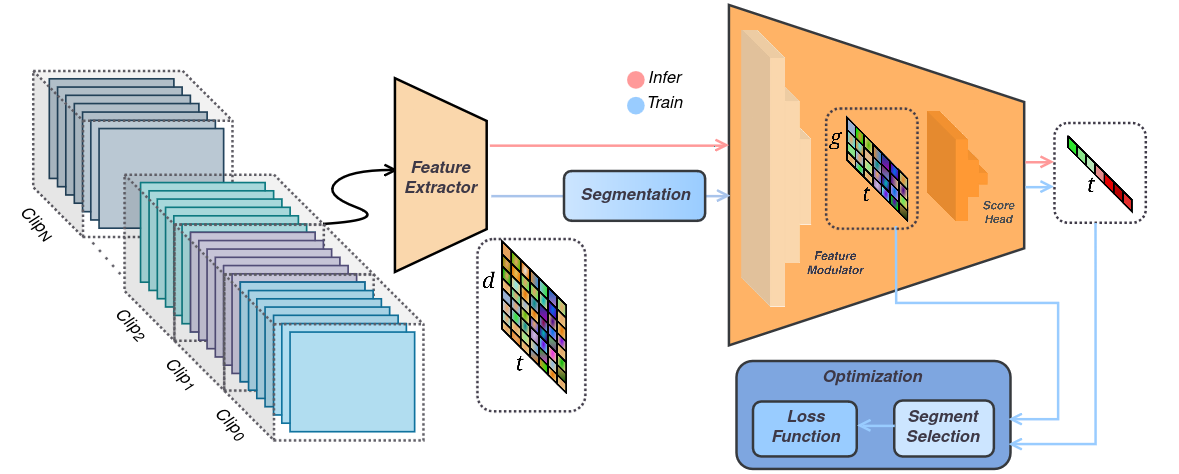 Infer
Train
Feature
Extractor
Segmentation
g
t
Feature
Modulator
Score
Head
t
Clip_N
Clip_2
Clip_1
Clip_0
d
t
Optimization
Loss
Function
Segment
Selection